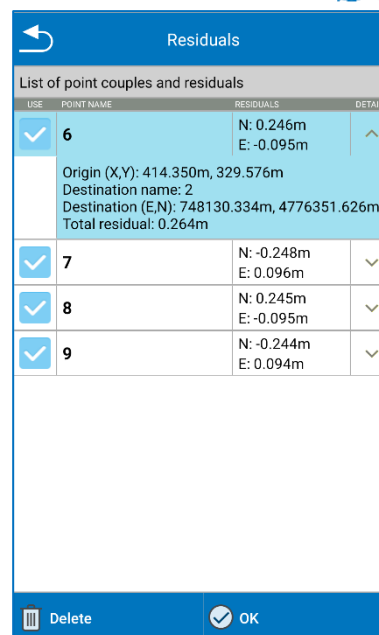 Residuals
List of point couples and residuals
USE POINT NAME RESIDUALS DETAI
6 N: 0.246m
E: -0.095m
Origin (X,Y): 414.350m, 329.576m
Destination name: 2
Destination (E,N): 748130.334m, 4776351.626m
Total residual: 0.264m
7 N: -0.248m
E: 0.096m
8 N: 0.245m
E: -0.095m
9 N: -0.244m
E: 0.094m
Delete OK